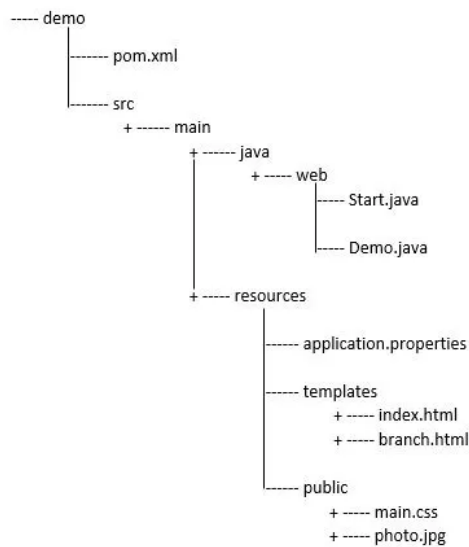 ----- demo
------- pom.xml
------- src
+ ------ main
+ ------ java
+ ----- web
----- Start.java
----- Demo.java
+ ----- resources
------ application.properties
------ templates
+ ----- index.html
+ ----- branch.html
------ public
+ ----- main.css
+ ----- photo.jpg